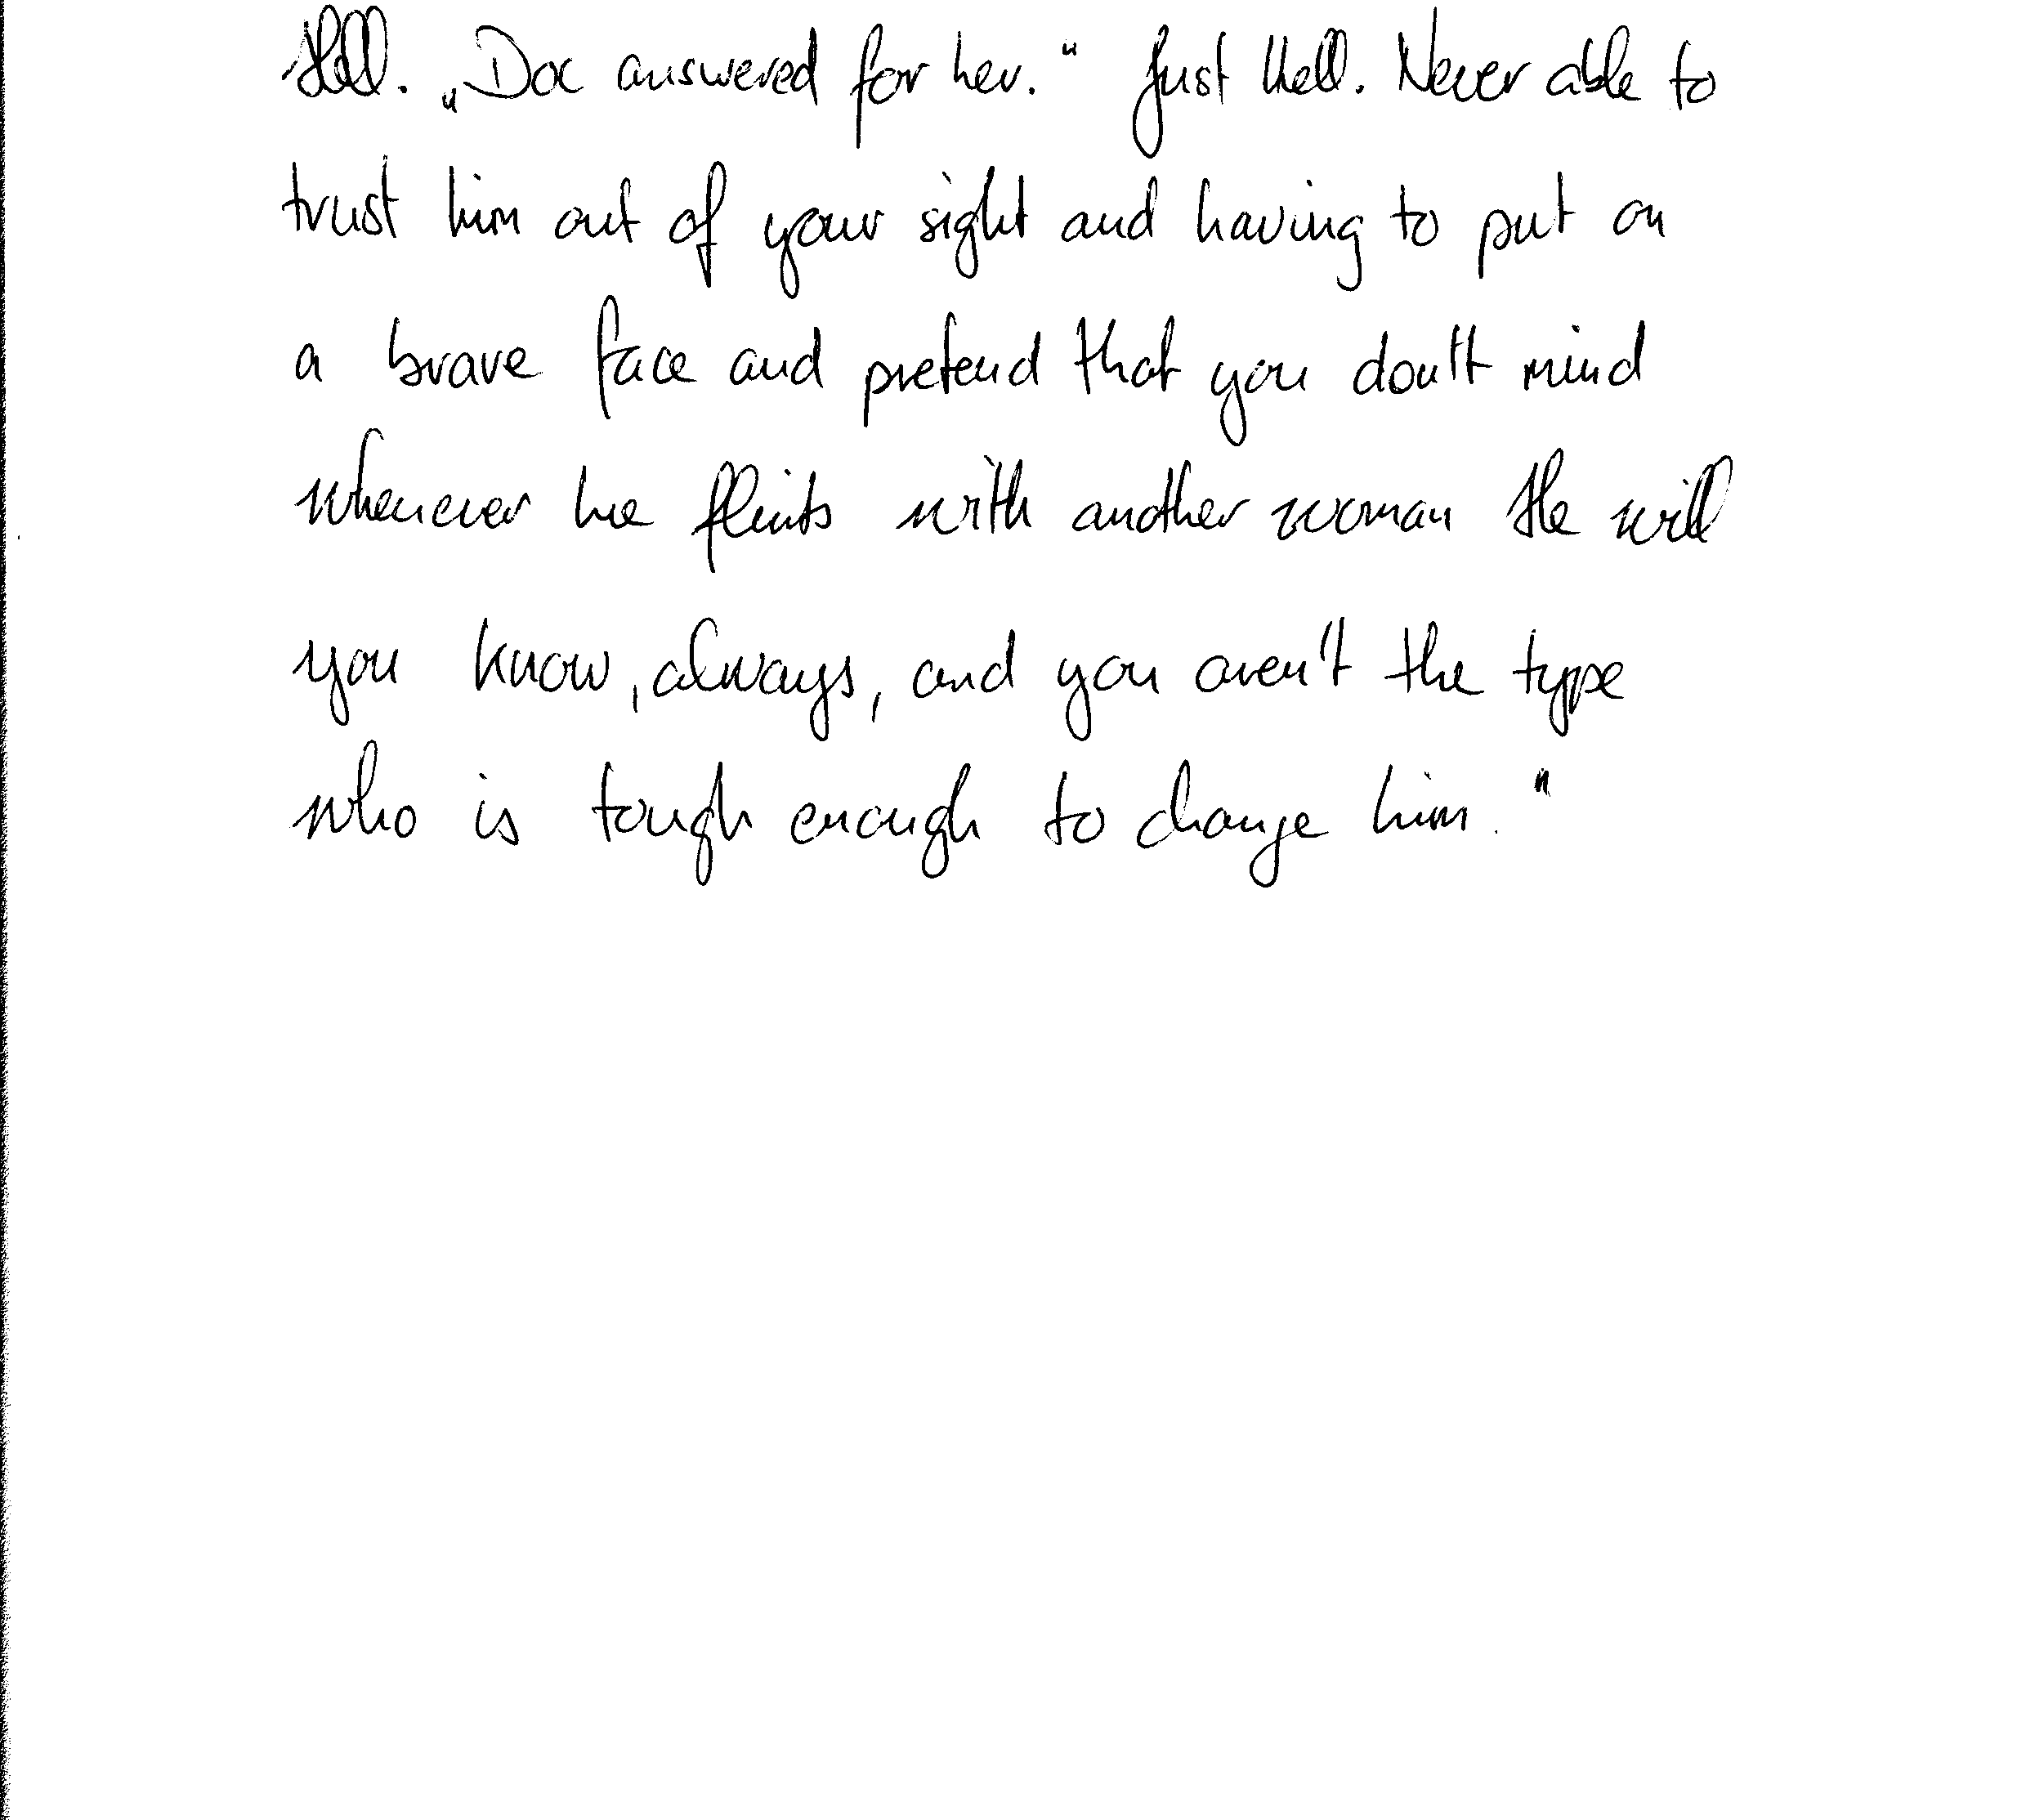 Hell. „Doc answered for her.“ Just Hell. Never able to
trust him out of your sight and having to put on
a brave face and pretend that you don't mind
whenever he flirts with another woman He will
you know, always, and you aren't the type
who is tough enough to change him."